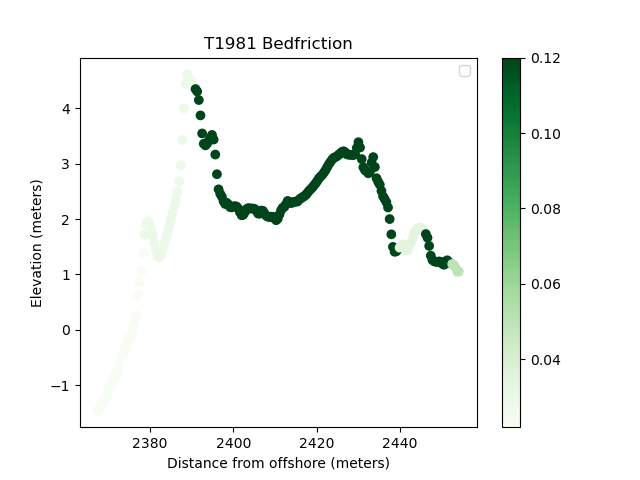 T1981 Bedfriction
Elevation (meters)
4
3
2
1
0
−1
2380 2400 2420 2440
Distance from offshore (meters)
0.12
0.10
0.08
0.06
0.04